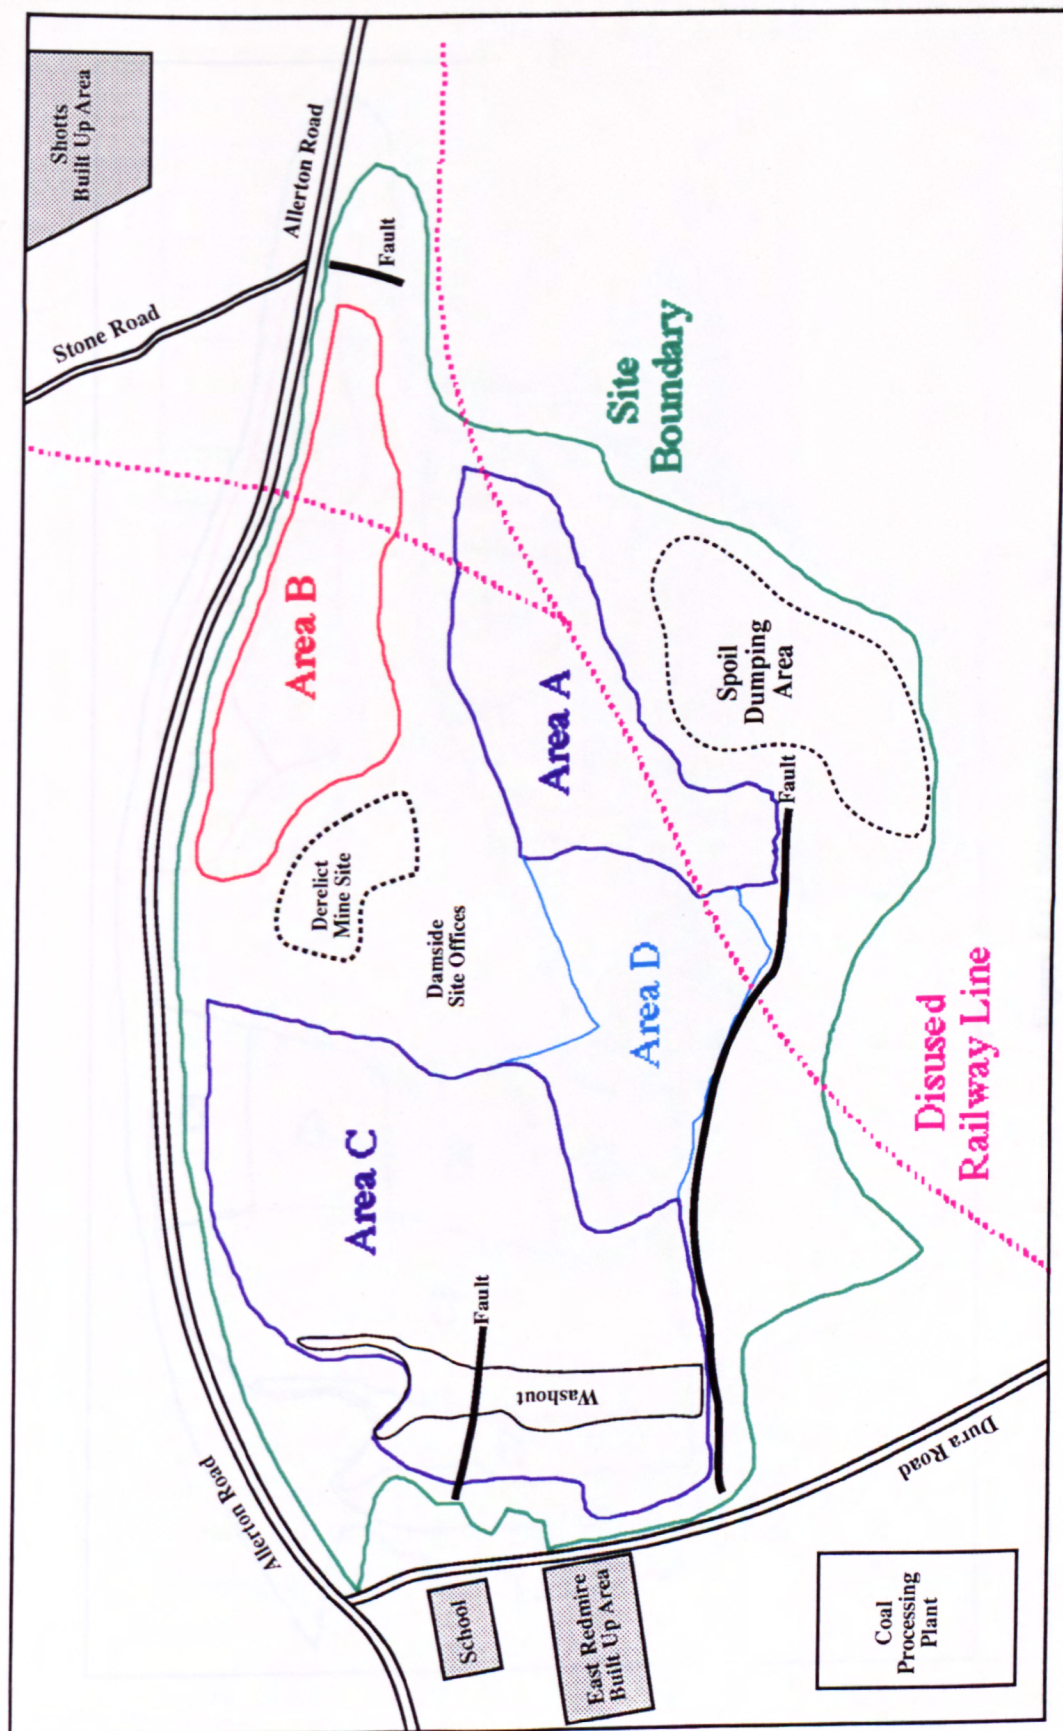 Shotts
Built Up Area
Allerton Road
Stone Road
Fault
Site
Boundary
Area B
Area A
Spoil
Dumping
Area
Fault
Derelict
Mine Site
Damside
Site Offices
Area D
Disused
Railway Line
Area C
Fault
Washout
Allerton Road
Dura Road
School
East Redmire
Built Up Area
Coal
Processing
Plant